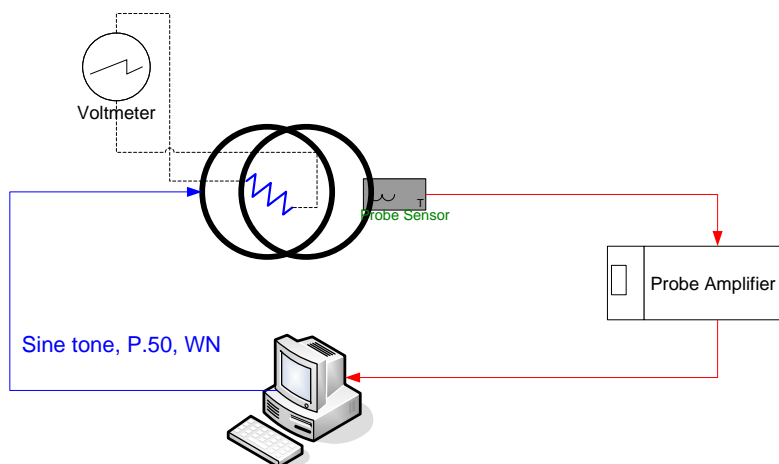 Voltmeter
T
Probe Sensor
Probe Amplifier
Sine tone, P.50, WN